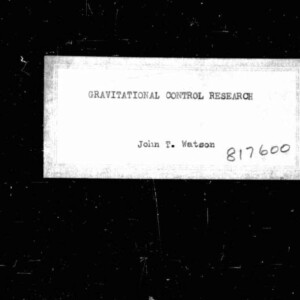 GRAVITATIONAL CONTROL RESEARCH
John T. Watson
817600